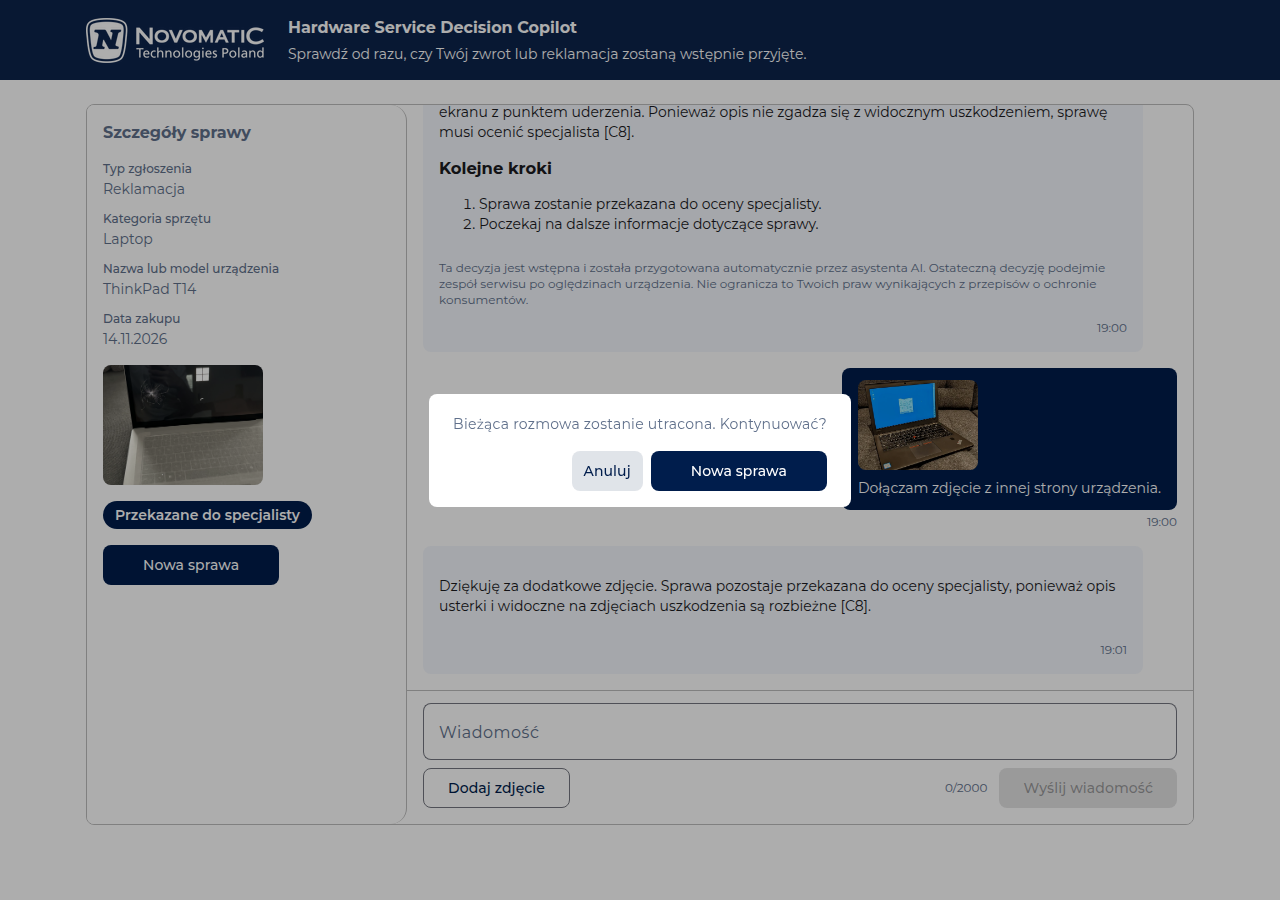 NOVOMATIC
Technologies Poland
Hardware Service Decision Copilot
Sprawdź od razu, czy Twój zwrot lub reklamacja zostaną wstępnie przyjęte.
Szczegóły sprawy
Typ zgłoszenia
Reklamacja
Kategoria sprzętu
Laptop
Nazwa lub model urządzenia
ThinkPad T14
Data zakupu
14.11.2026
Przekazane do specjalisty
Nowa sprawa
ekranu z punktem uderzenia. Ponieważ opis nie zgadza się z widocznym uszkodzeniem, sprawę
musi ocenić specjalista [C8].
Kolejne kroki
1. Sprawa zostanie przekazana do oceny specjalisty.
2. Poczekaj na dalsze informacje dotyczące sprawy.
Ta decyzja jest wstępna i została przygotowana automatycznie przez asystenta AI. Ostateczną decyzję podejmie
zespół serwisu po oględzinach urządzenia. Nie ogranicza to Twoich praw wynikających z przepisów o ochronie
konsumentów.
19:00
Bieżąca rozmowa zostanie utracona. Kontynuować?
Anuluj
Nowa sprawa
Dołączam zdjęcie z innej strony urządzenia.
19:00
Dziękuję za dodatkowe zdjęcie. Sprawa pozostaje przekazana do oceny specjalisty, ponieważ opis
usterki i widoczne na zdjęciach uszkodzenia są rozbieżne [C8].
19:01
Wiadomość
Dodaj zdjęcie
0/2000
Wyślij wiadomość